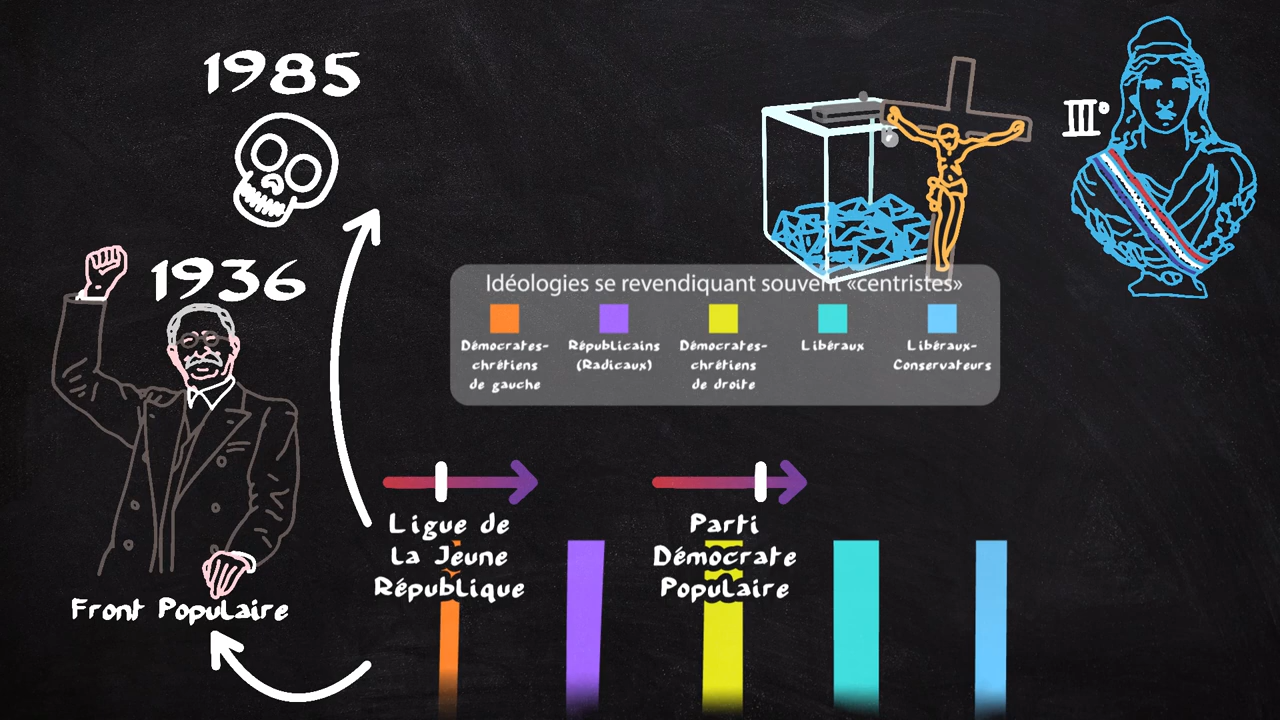 1985
III°
1936
Idéologies se revendiquant souvent «centristes»
Démocrates-
chrétiens
de gauche
Républicains
(Radicaux)
Démocrates-
chrétiens
de droite
Libéraux
Libéraux-
Conservateurs
Ligue de
La Jeune
République
Parti
Démocrate
Populaire
Front Populaire